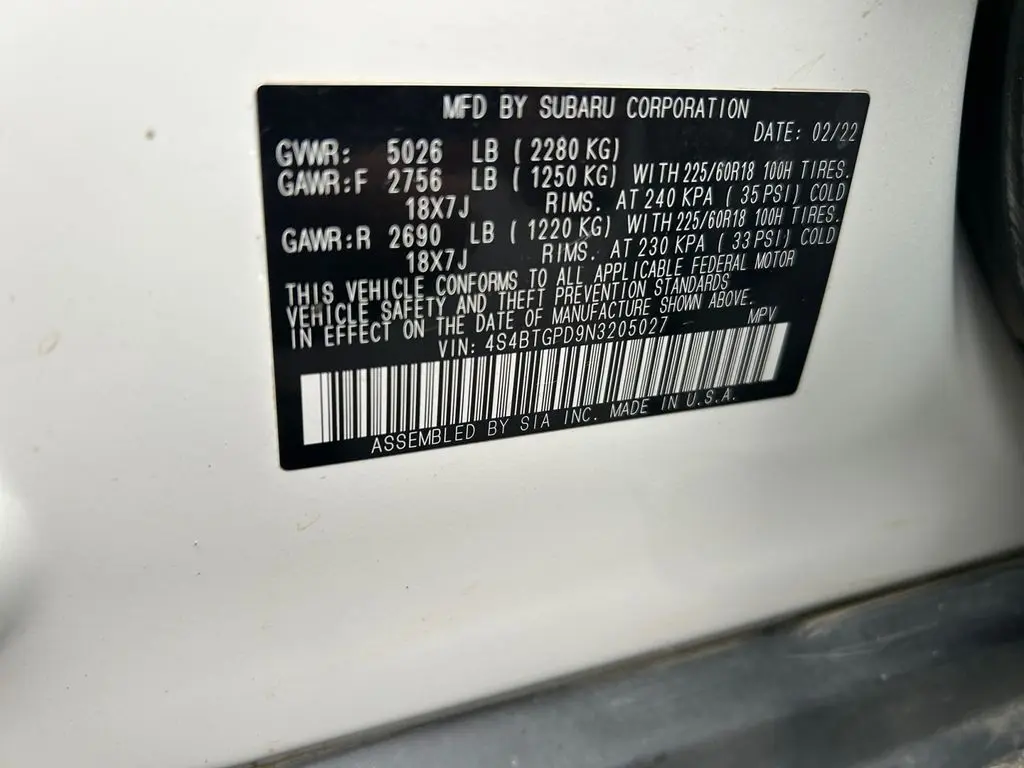 MFD BY SUBARU CORPORATION
DATE: 02/22
GVWR: 5026 LB ( 2280 KG)
GAWR:F 2756 LB ( 1250 KG) WITH 225/60R18 100H TIRES.
18X7J RIMS. AT 240 KPA ( 35 PSI) COLD
GAWR:R 2690 LB ( 1220 KG) WITH 225/60R18 100H TIRES.
18X7J RIMS. AT 230 KPA ( 33 PSI) COLD
THIS VEHICLE CONFORMS TO ALL APPLICABLE FEDERAL MOTOR
VEHICLE SAFETY AND THEFT PREVENTION STANDARDS
IN EFFECT ON THE DATE OF MANUFACTURE SHOWN ABOVE.
VIN: 4S4BTGPD9N3205027 MPV
ASSEMBLED BY SIA INC. MADE IN U.S.A.